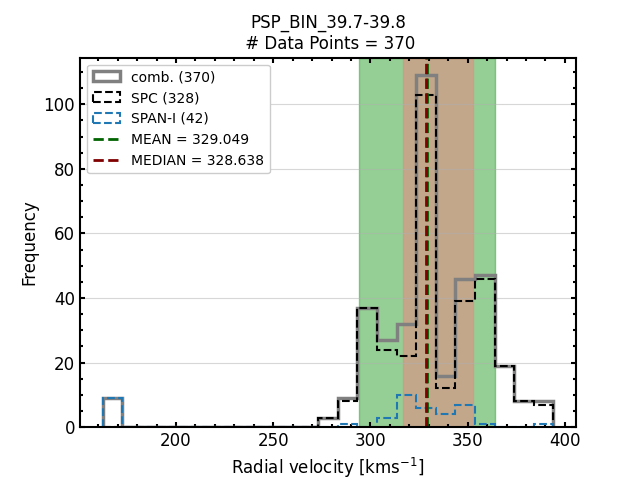 PSP_BIN_39.7-39.8
# Data Points = 370
comb. (370)
SPC (328)
SPAN-I (42)
MEAN = 329.049
MEDIAN = 328.638
Frequency
100
80
60
40
20
0
200
250
300
350
400
Radial velocity [kms⁻¹]